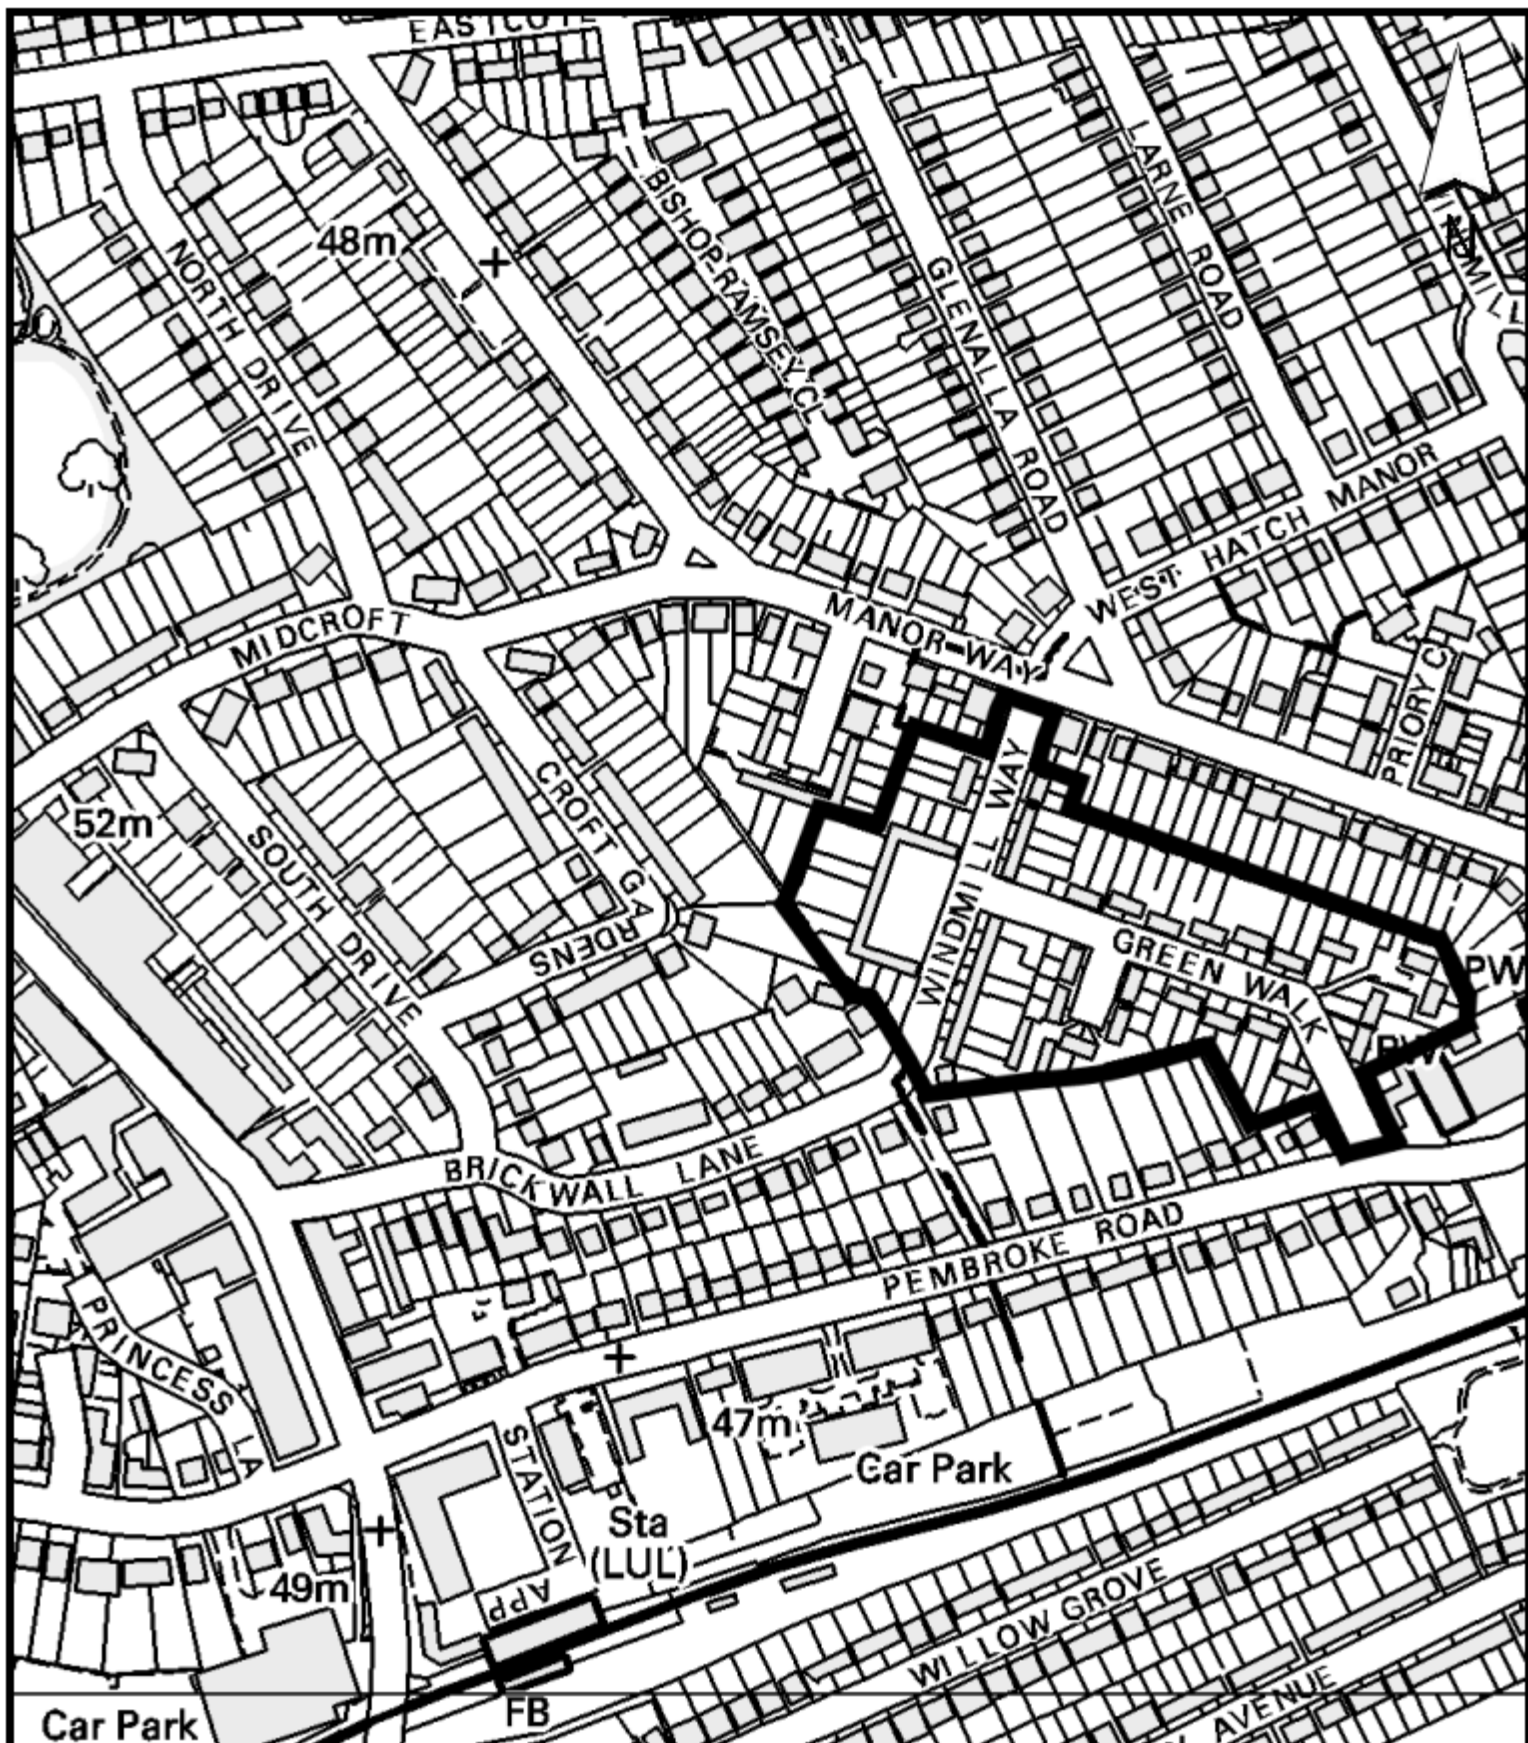 EASTCOTE
48m
NORTH DRIVE
BISHOP RAMSEY CL
GLENALLA ROAD
LARNE ROAD
N
WINDMILL
MIDCROFT
MANOR WAY
WEST HATCH MANOR
PRIORY CL
52m
SOUTH DRIVE
CROFT GARDENS
WINDMILL WAY
GREEN WALK
PW
PW
BRICKWALL LANE
PEMBROKE ROAD
PRINCESS LA
47m
Car Park
STATION APP
Sta
(LUL)
49m
WILLOW GROVE
AVENUE
FB
Car Park